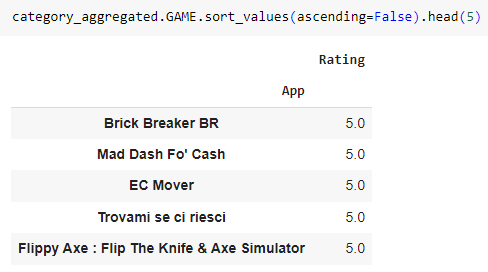 category_aggregated.GAME.sort_values(ascending=False).head(5)
Rating
App
Brick Breaker BR 5.0
Mad Dash Fo' Cash 5.0
EC Mover 5.0
Trovami se ci riesci 5.0
Flippy Axe : Flip The Knife & Axe Simulator 5.0